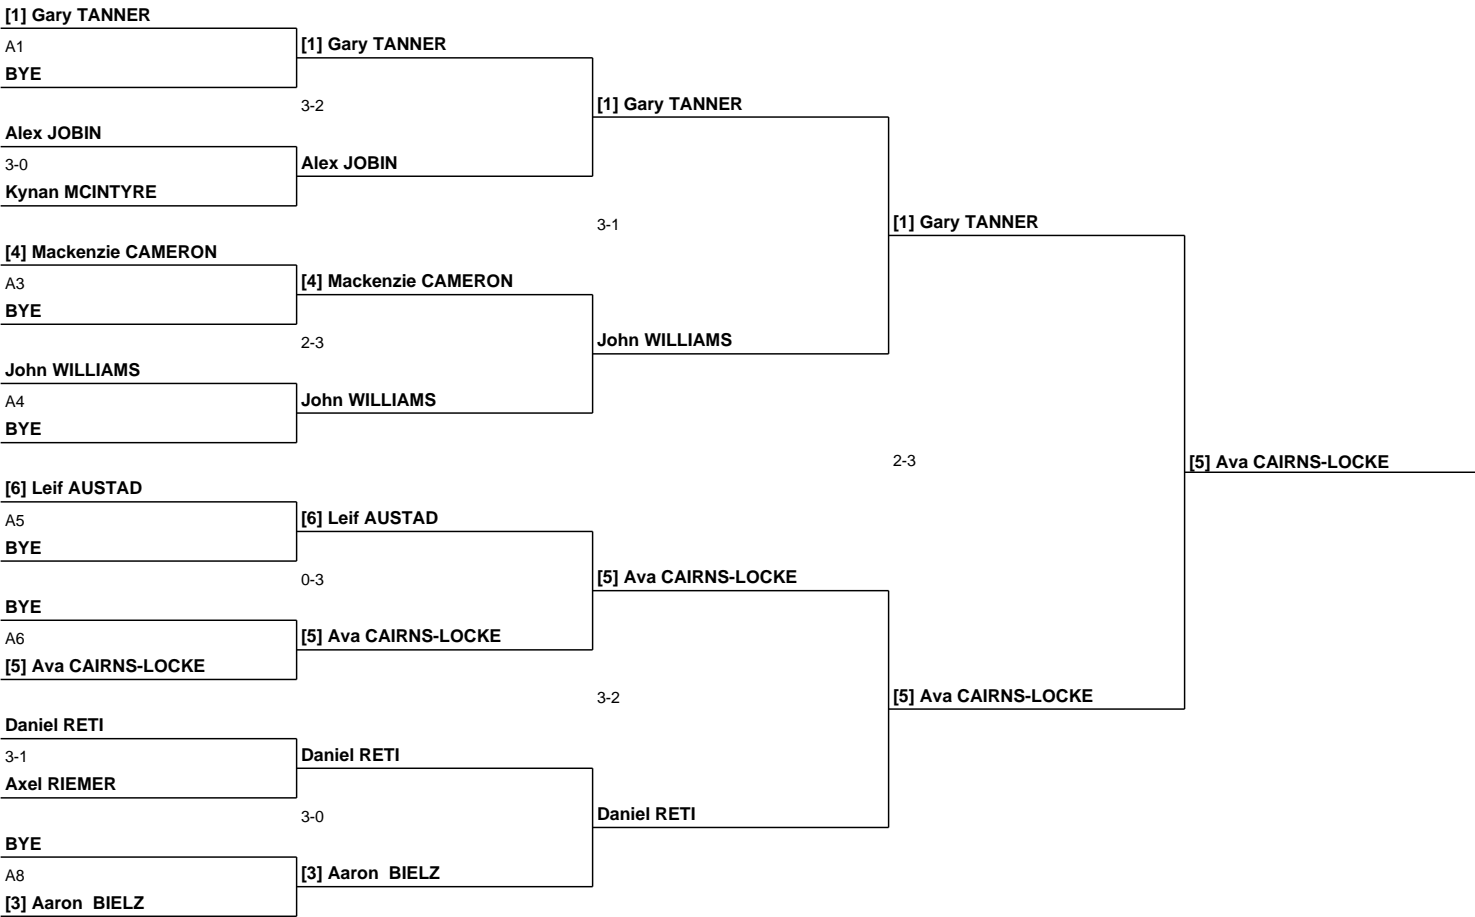 [1] Gary TANNER
A1
BYE
Alex JOBIN
3-0
Kynan MCINTYRE
[4] Mackenzie CAMERON
A3
BYE
John WILLIAMS
A4
BYE
[6] Leif AUSTAD
A5
BYE
BYE
A6
[5] Ava CAIRNS-LOCKE
Daniel RETI
3-1
Axel RIEMER
BYE
A8
[3] Aaron  BIELZ
[1] Gary TANNER
3-2
Alex JOBIN
[4] Mackenzie CAMERON
2-3
John WILLIAMS
[6] Leif AUSTAD
0-3
[5] Ava CAIRNS-LOCKE
Daniel RETI
3-0
[3] Aaron  BIELZ
[1] Gary TANNER
3-1
John WILLIAMS
[5] Ava CAIRNS-LOCKE
3-2
Daniel RETI
[1] Gary TANNER
2-3
[5] Ava CAIRNS-LOCKE
[5] Ava CAIRNS-LOCKE